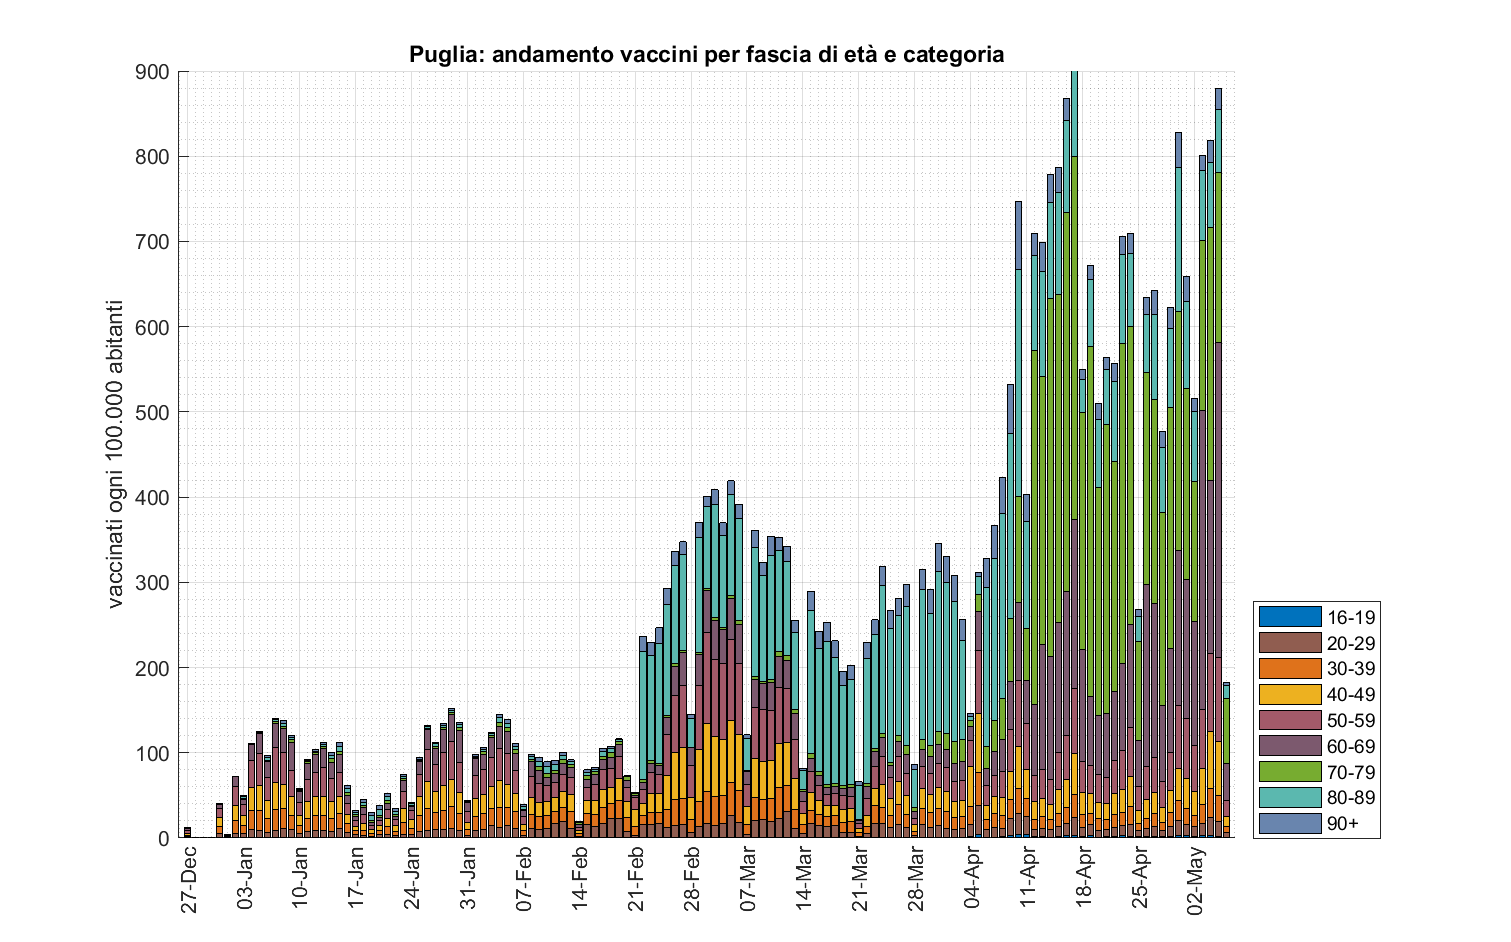 Puglia: andamento vaccini per fascia di età e categoria
vaccinati ogni 100.000 abitanti
900
800
700
600
500
400
300
200
100
0
27-Dec
03-Jan
10-Jan
17-Jan
24-Jan
31-Jan
07-Feb
14-Feb
21-Feb
28-Feb
07-Mar
14-Mar
21-Mar
28-Mar
04-Apr
11-Apr
18-Apr
25-Apr
02-May
16-19
20-29
30-39
40-49
50-59
60-69
70-79
80-89
90+